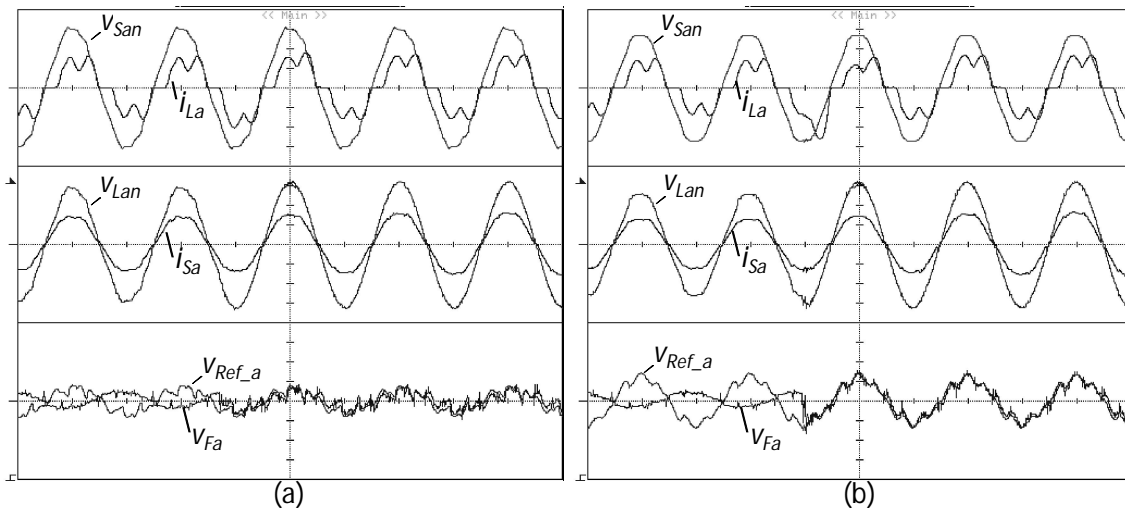 << Main >>
vSan
iLa
vLan
iSa
vRef_a
vFa
(a)
<< Main >>
vSan
iLa
vLan
iSa
vRef_a
vFa
(b)